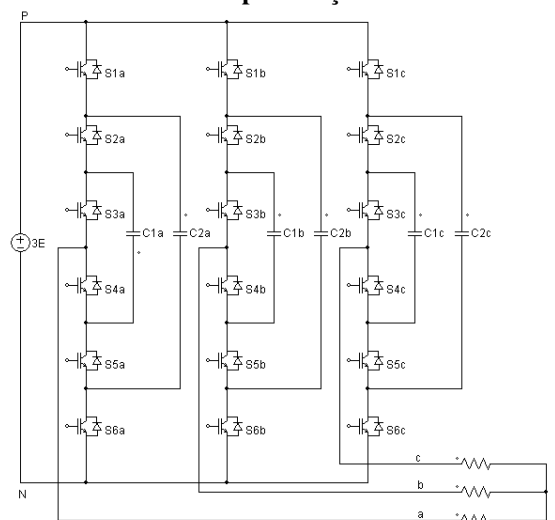 P
S1a S1b S1c
S2a S2b S2c
S3a S3b S3c
C1a C2a C1b C2b C1c C2c
3E
S4a S4b S4c
S5a S5b S5c
S6a S6b S6c
c
N b
a